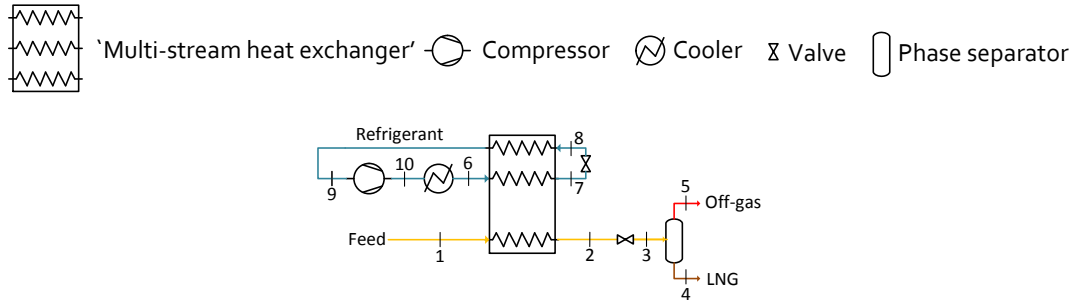 'Multi-stream heat exchanger' Compressor Cooler Valve Phase separator
Refrigerant
8
10 6
9 7
5
Off-gas
Feed
1 2 3
LNG
4